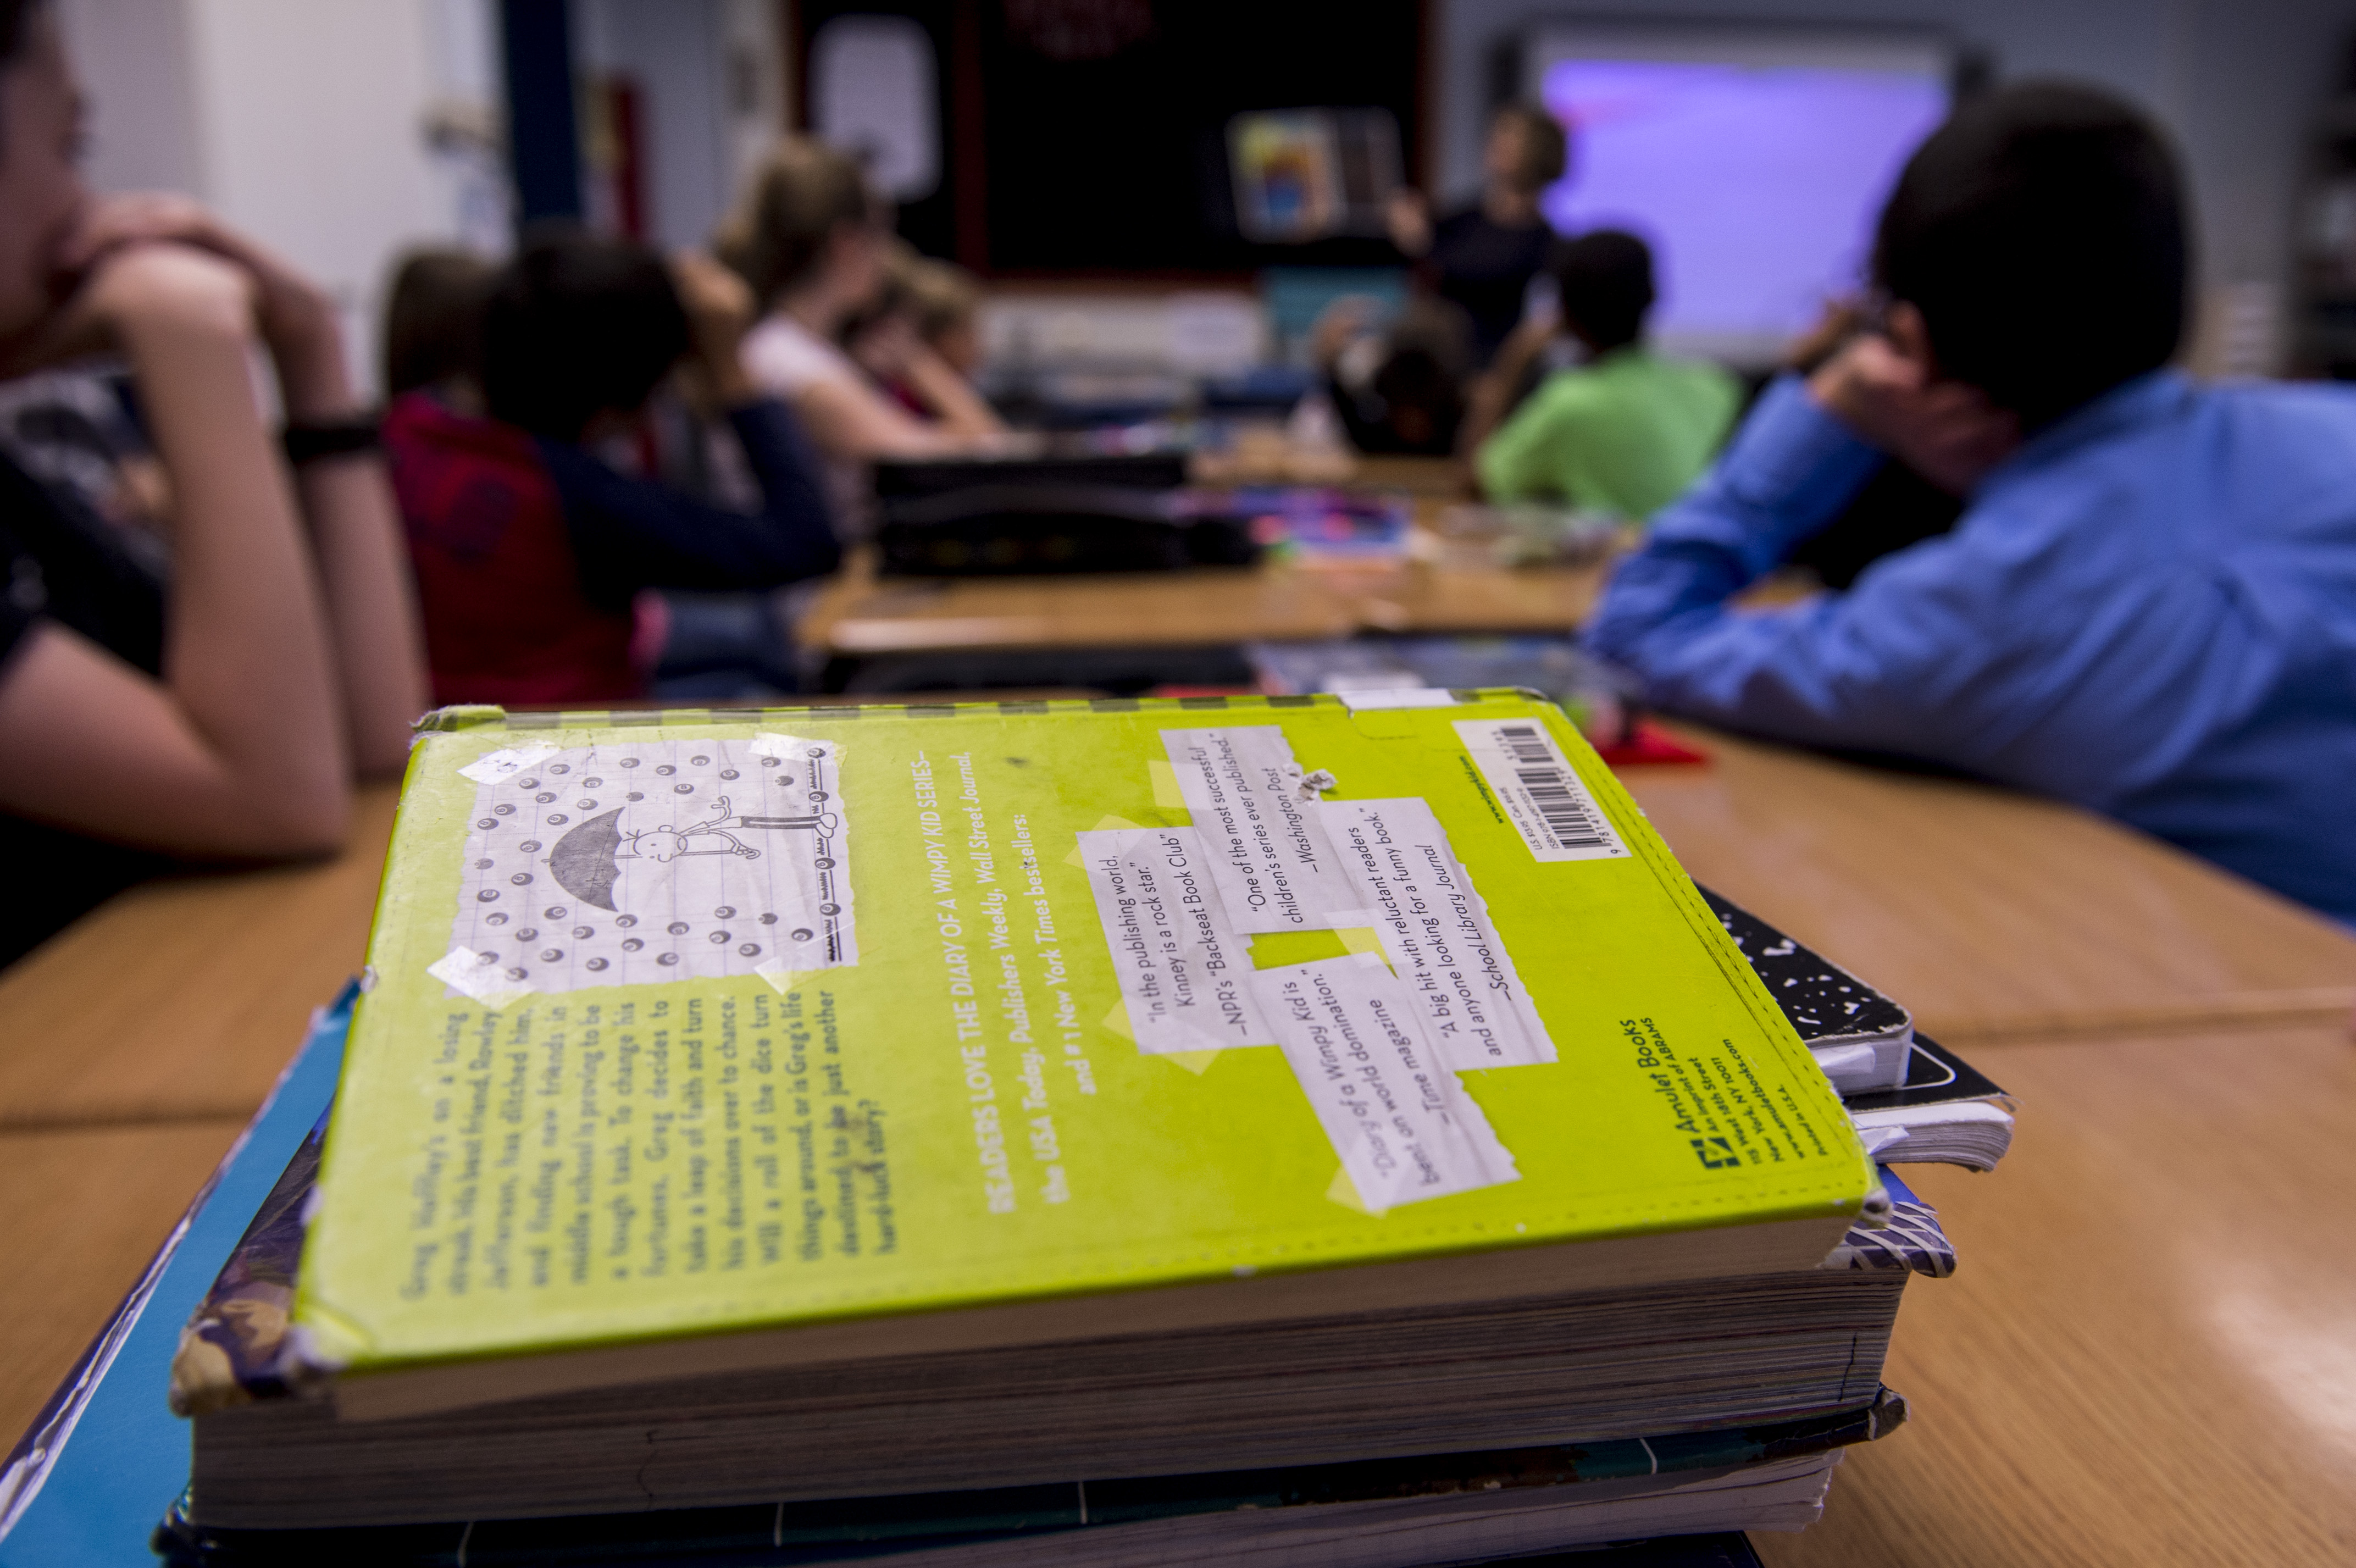 Greg Heffley's on a losing
streak. His best friend, Rowley
Jefferson, has ditched him,
and finding new friends in
middle school is proving to be
a tough task. To change his
fortunes, Greg decides to
take a leap of faith and turn
his decisions over to chance.
Will a roll of the dice turn
things around, or is Greg's life
destined to be just another
hard-luck story?
READERS LOVE THE DIARY OF A WIMPY KID SERIES—
the USA Today, Publishers Weekly, Wall Street Journal,
and #1 New York Times bestsellers:
"In the publishing world,
Kinney is a rock star."
—NPR's "Backseat Book Club"
"One of the most successful
children's series ever published."
—Washington Post
"Diary of a Wimpy Kid is
bent on world domination."
—Time magazine
"A big hit with reluctant readers
and anyone looking for a funny book."
—School Library Journal
Amulet Books
An imprint of ABRAMS
115 West 18th Street
New York, NY 10011
www.amuletbooks.com
Printed in U.S.A.